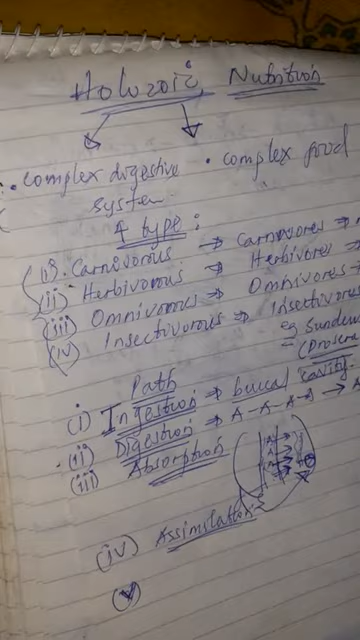 Holozoic Nutrition
• complex digestive system • complex food
4 type:
(i). Carnivorous → Carnivores →
(ii) Herbivorous → Herbivores →
(iii) Omnivorous → Omnivores →
(iv) Insectivorous → Insectivores
eg Sundew
(Drosera
Path
(i) Ingestion → buccal cavity.
(ii) Digestion → A-A-A-A → A
(iii) Absorption
(iv) Assimilation
(v)